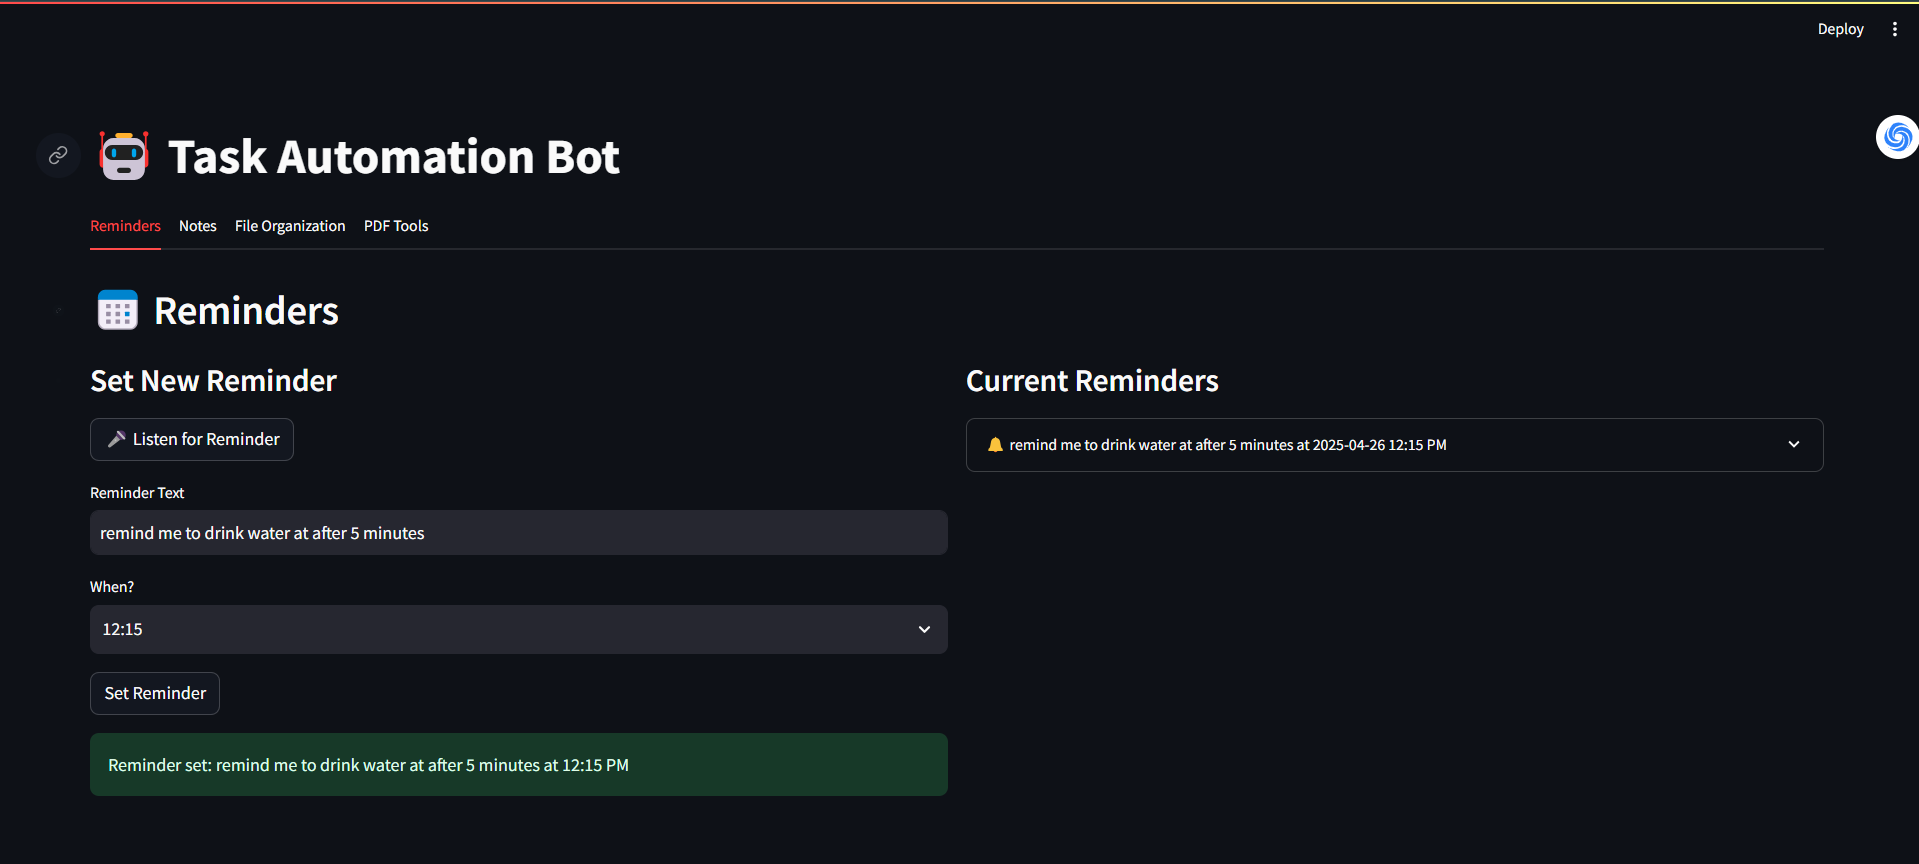 Deploy
Task Automation Bot
Reminders Notes File Organization PDF Tools
Reminders
Set New Reminder
Listen for Reminder
Reminder Text
remind me to drink water at after 5 minutes
When?
12:15
Set Reminder
Reminder set: remind me to drink water at after 5 minutes at 12:15 PM
Current Reminders
remind me to drink water at after 5 minutes at 2025-04-26 12:15 PM